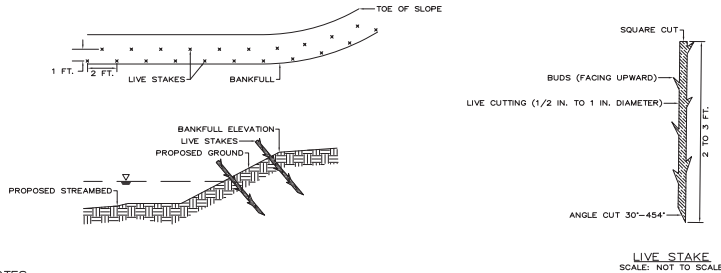 TOE OF SLOPE
1 FT.
2 FT.
LIVE STAKES
BANKFULL
BANKFULL ELEVATION
LIVE STAKES
PROPOSED GROUND
PROPOSED STREAMBED
SQUARE CUT
BUDS (FACING UPWARD)
LIVE CUTTING (1/2 IN. TO 1 IN. DIAMETER)
2 TO 3 FT.
ANGLE CUT 30°-454°
LIVE STAKE
SCALE: NOT TO SCALE